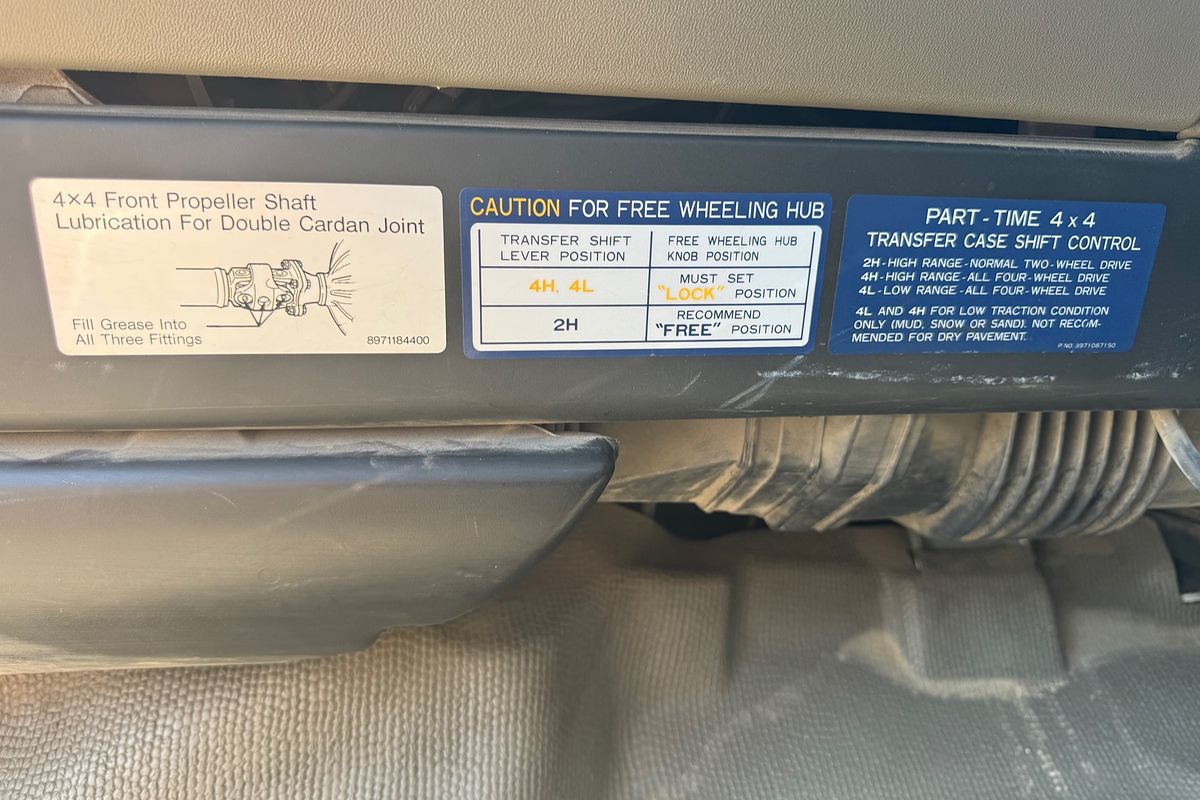 4×4 Front Propeller Shaft
Lubrication For Double Cardan Joint
Fill Grease Into
All Three Fittings
8971184400
CAUTION FOR FREE WHEELING HUB
TRANSFER SHIFT
LEVER POSITION
FREE WHEELING HUB
KNOB POSITION
4H, 4L
MUST SET
"LOCK" POSITION
2H
RECOMMEND
"FREE" POSITION
PART-TIME 4 x 4
TRANSFER CASE SHIFT CONTROL
2H-HIGH RANGE-NORMAL TWO-WHEEL DRIVE
4H-HIGH RANGE-ALL FOUR-WHEEL DRIVE
4L-LOW RANGE-ALL FOUR-WHEEL DRIVE
4L AND 4H FOR LOW TRACTION CONDITION
ONLY (MUD, SNOW OR SAND). NOT RECOM-
MENDED FOR DRY PAVEMENT.
P/NO. 8971087150